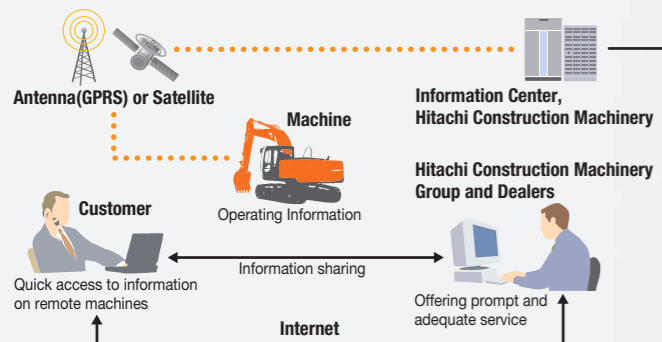 Antenna(GPRS) or Satellite
Information Center,
Hitachi Construction Machinery
Machine
Operating Information
Hitachi Construction Machinery
Group and Dealers
Customer
Information sharing
Quick access to information
on remote machines
Offering prompt and
adequate service
Internet